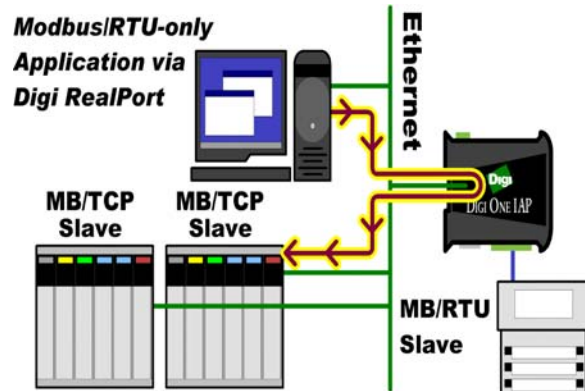 Modbus/RTU-only
Application via
Digi RealPort
Ethernet
MB/TCP
Slave
MB/TCP
Slave
Digi
DIGI ONE IAP
MB/RTU
Slave